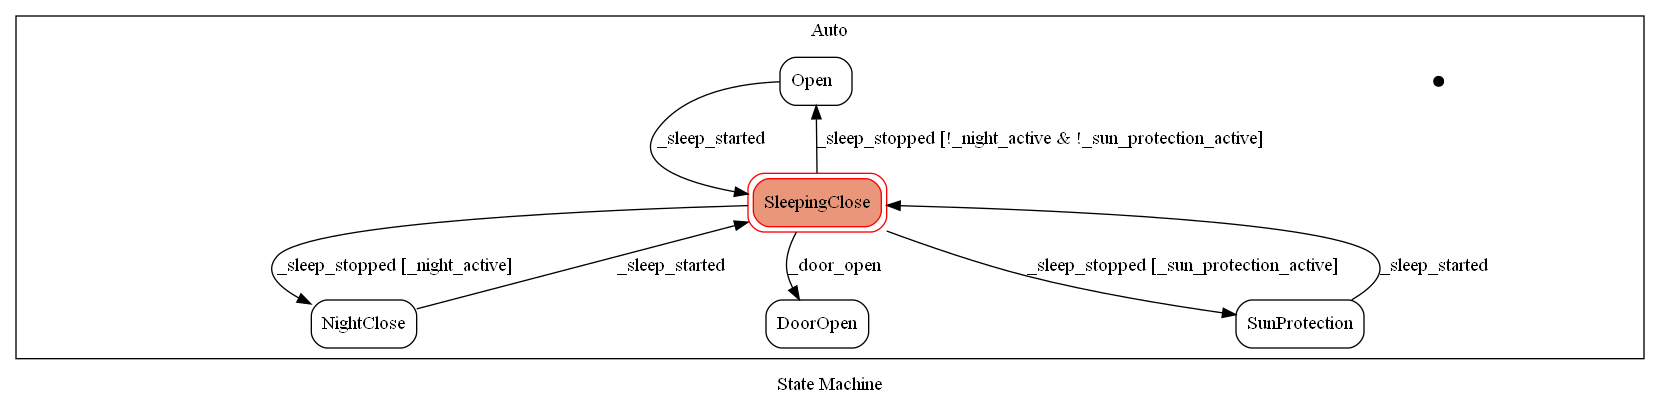 Auto
Open
_sleep_started
_sleep_stopped [!_night_active & !_sun_protection_active]
SleepingClose
_sleep_stopped [_night_active]
_sleep_started
_door_open
_sleep_stopped [_sun_protection_active]
_sleep_started
NightClose
DoorOpen
SunProtection
State Machine